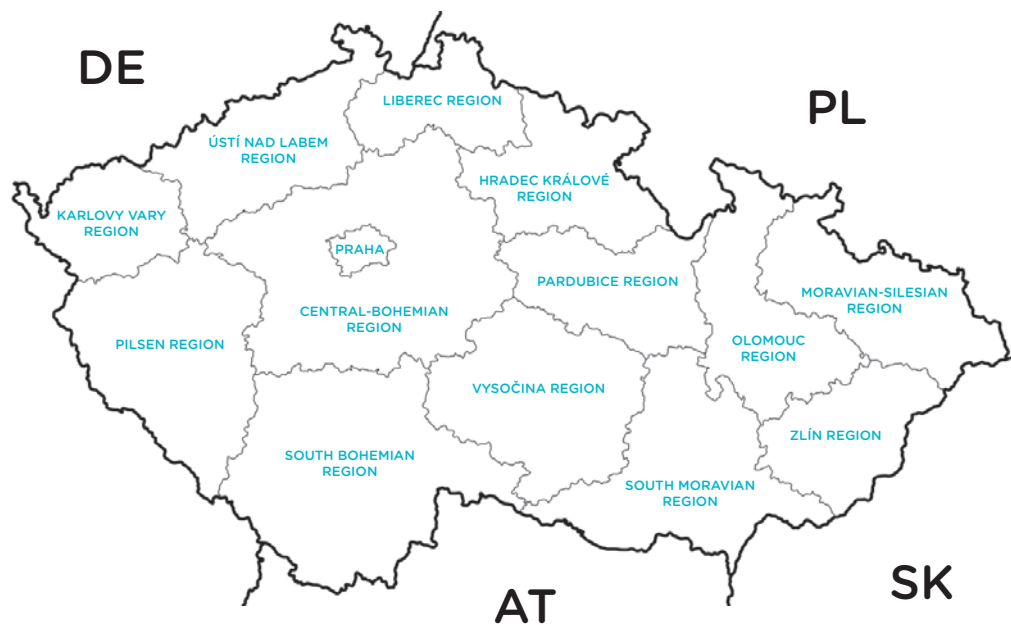 DE
LIBEREC REGION
PL
ÚSTÍ NAD LABEM
REGION
HRADEC KRÁLOVÉ
REGION
KARLOVY VARY
REGION
PRAHA
PARDUBICE REGION
MORAVIAN-SILESIAN
REGION
CENTRAL-BOHEMIAN
REGION
PILSEN REGION
OLOMOUC
REGION
VYSOČINA REGION
ZLÍN REGION
SOUTH BOHEMIAN
REGION
SOUTH MORAVIAN
REGION
SK
AT